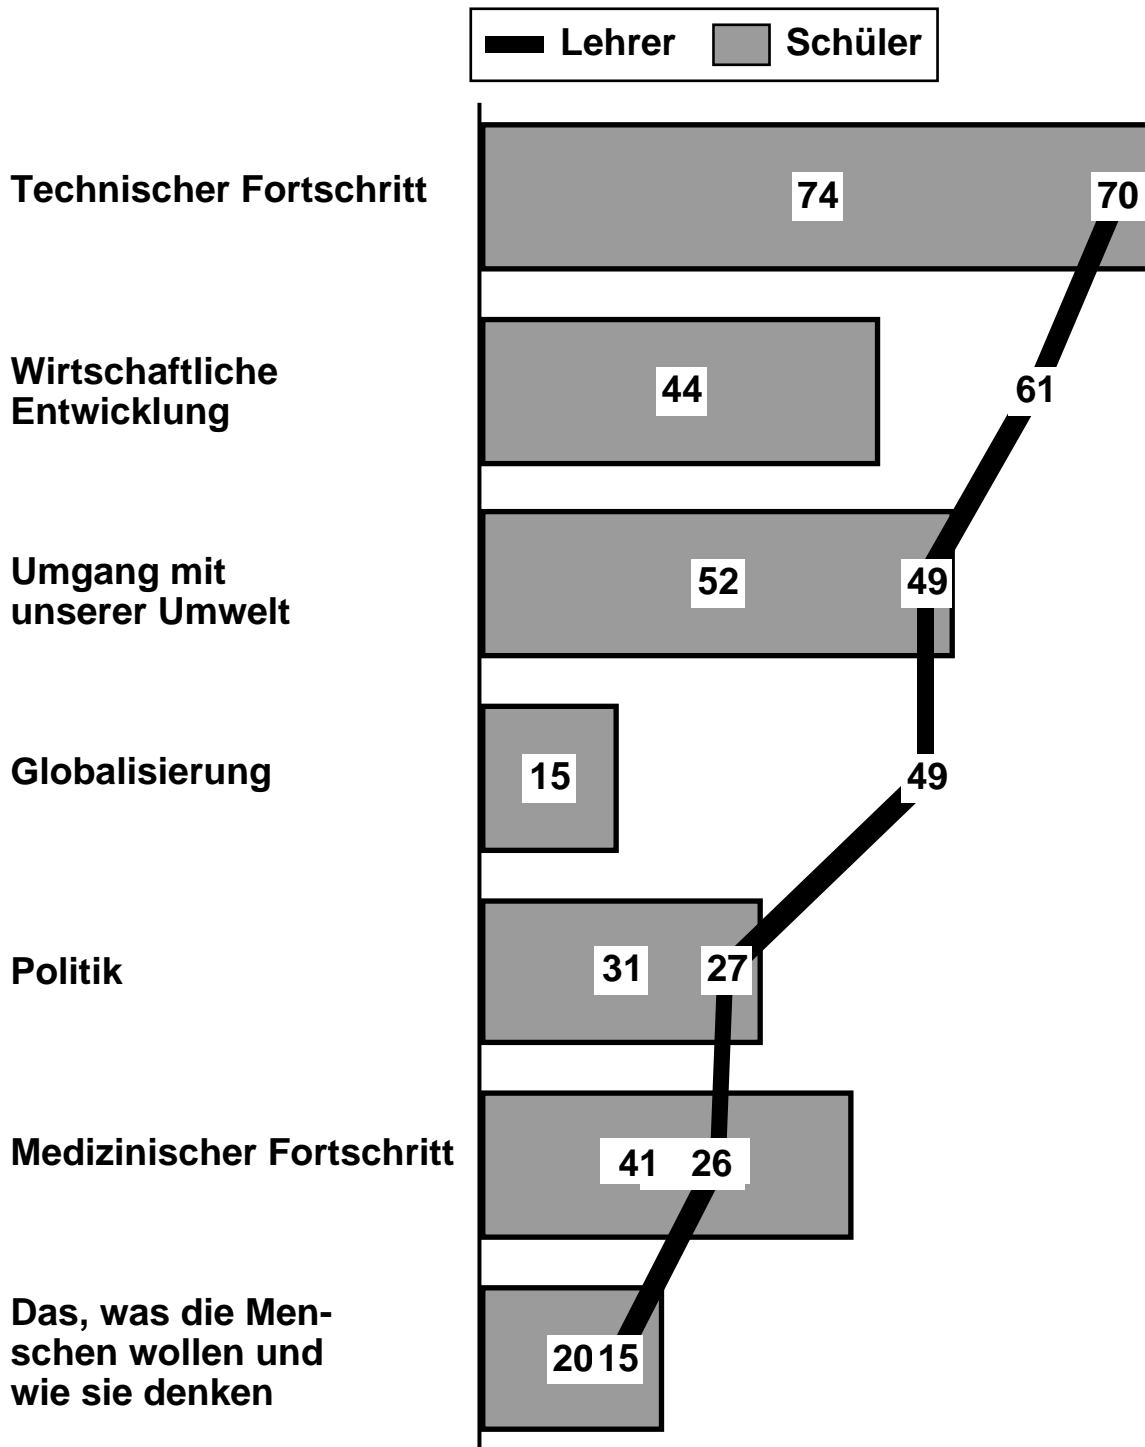 Lehrer Schüler
Technischer Fortschritt
74 70
Wirtschaftliche
Entwicklung
44 61
Umgang mit
unserer Umwelt
52 49
Globalisierung
15 49
Politik
31 27
Medizinischer Fortschritt
41 26
Das, was die Men-
schen wollen und
wie sie denken
20 15